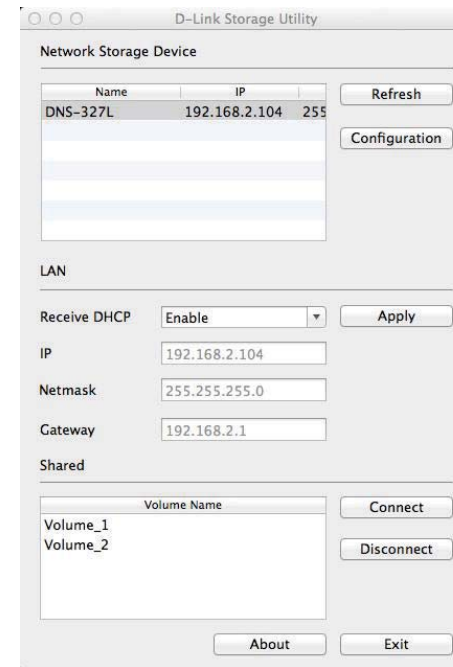 D-Link Storage Utility
Network Storage Device
Name IP
DNS-327L 192.168.2.104 255
Refresh
Configuration
LAN
Receive DHCP Enable Apply
IP 192.168.2.104
Netmask 255.255.255.0
Gateway 192.168.2.1
Shared
Volume Name
Volume_1
Volume_2
Connect
Disconnect
About Exit